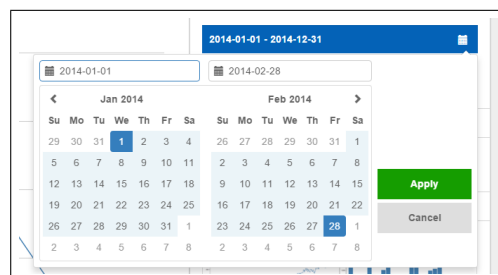 2014-01-01 - 2014-12-31
2014-01-01 2014-02-28
Jan 2014 Feb 2014
Su Mo Tu We Th Fr Sa Su Mo Tu We Th Fr Sa
29 30 31 1 2 3 4 26 27 28 29 30 31 1
5 6 7 8 9 10 11 2 3 4 5 6 7 8
12 13 14 15 16 17 18 9 10 11 12 13 14 15
Apply
19 20 21 22 23 24 25 16 17 18 19 20 21 22
Cancel
26 27 28 29 30 31 1 23 24 25 26 27 28 1
2 3 4 5 6 7 8 2 3 4 5 6 7 8